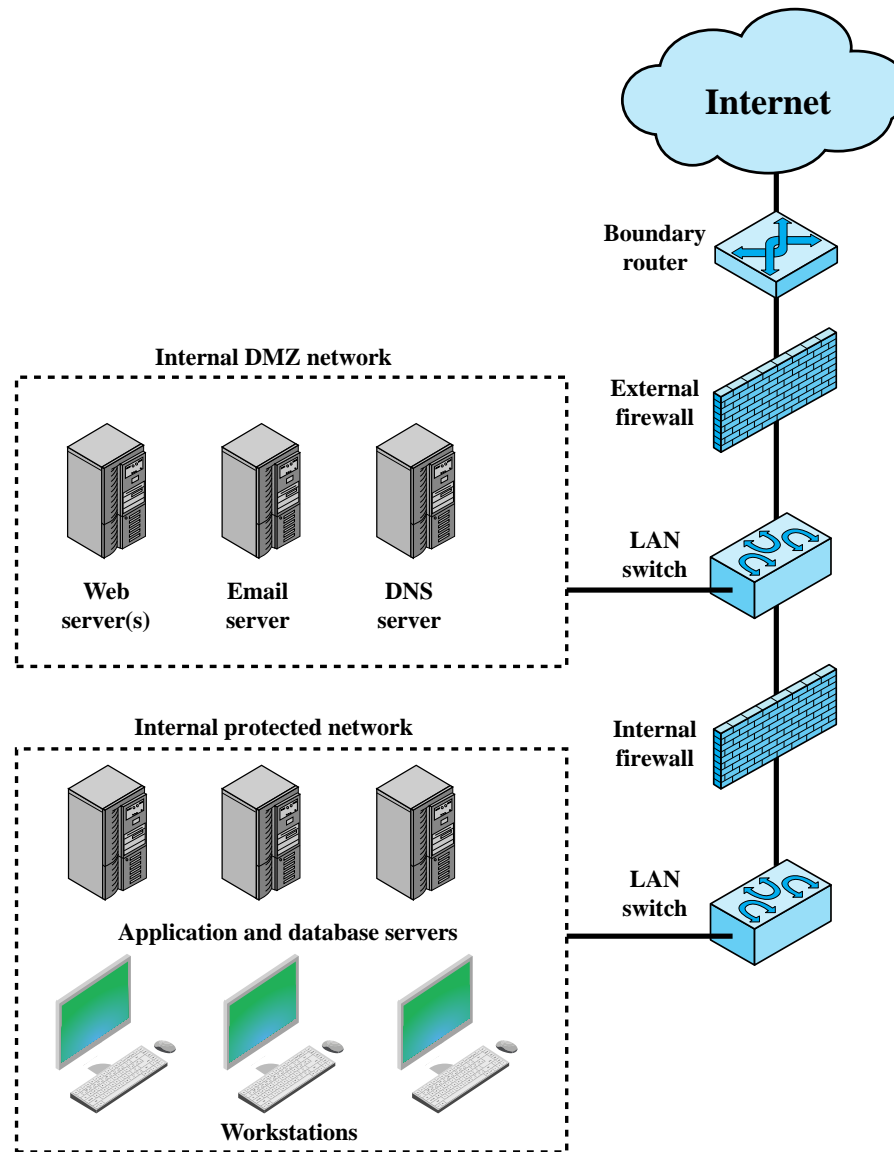 Internet
Boundary
router
Internal DMZ network
External
firewall
Web
server(s)
Email
server
DNS
server
LAN
switch
Internal protected network
Internal
firewall
Application and database servers
LAN
switch
Workstations